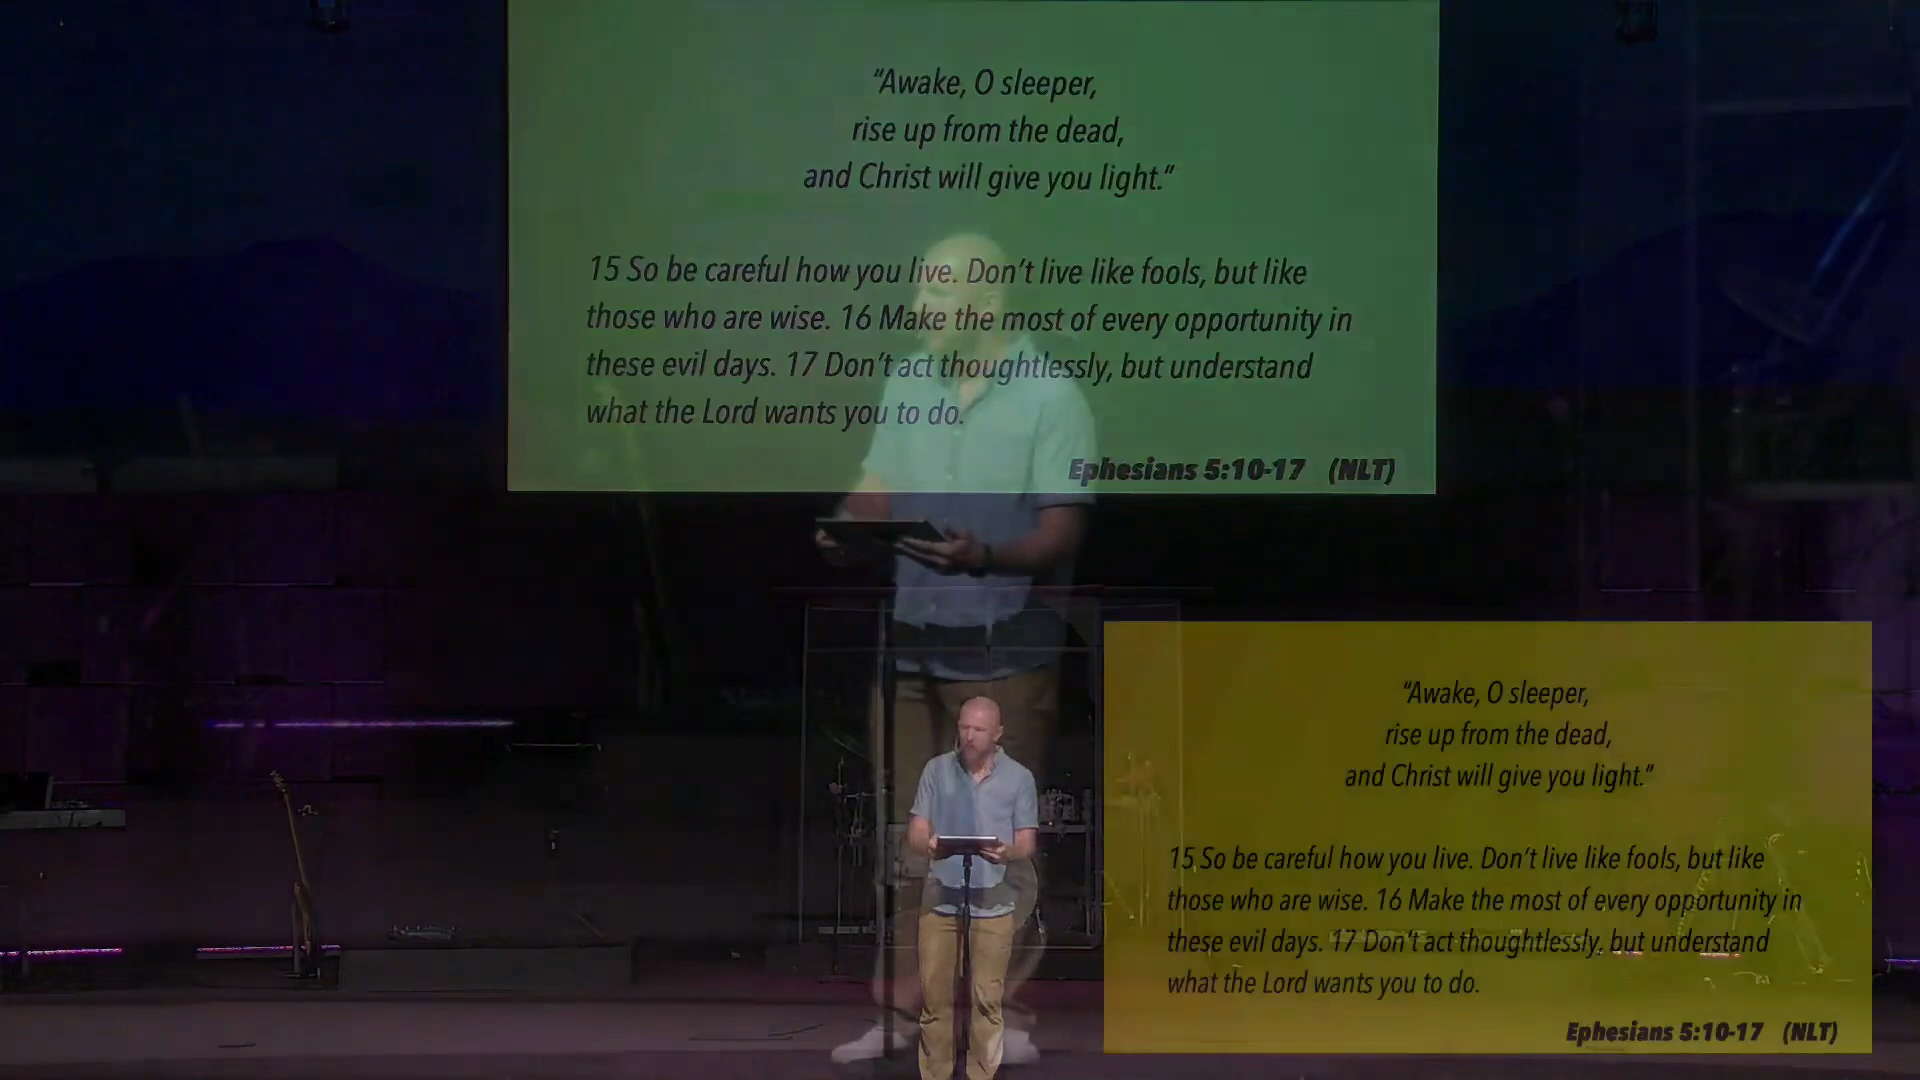 “Awake, O sleeper,
rise up from the dead,
and Christ will give you light.”
15 So be careful how you live. Don’t live like fools, but like
those who are wise. 16 Make the most of every opportunity in
these evil days. 17 Don’t act thoughtlessly, but understand
what the Lord wants you to do.
Ephesians 5:10-17 (NLT)
“Awake, O sleeper,
rise up from the dead,
and Christ will give you light.”
15 So be careful how you live. Don’t live like fools, but like
those who are wise. 16 Make the most of every opportunity in
these evil days. 17 Don’t act thoughtlessly, but understand
what the Lord wants you to do.
Ephesians 5:10-17 (NLT)